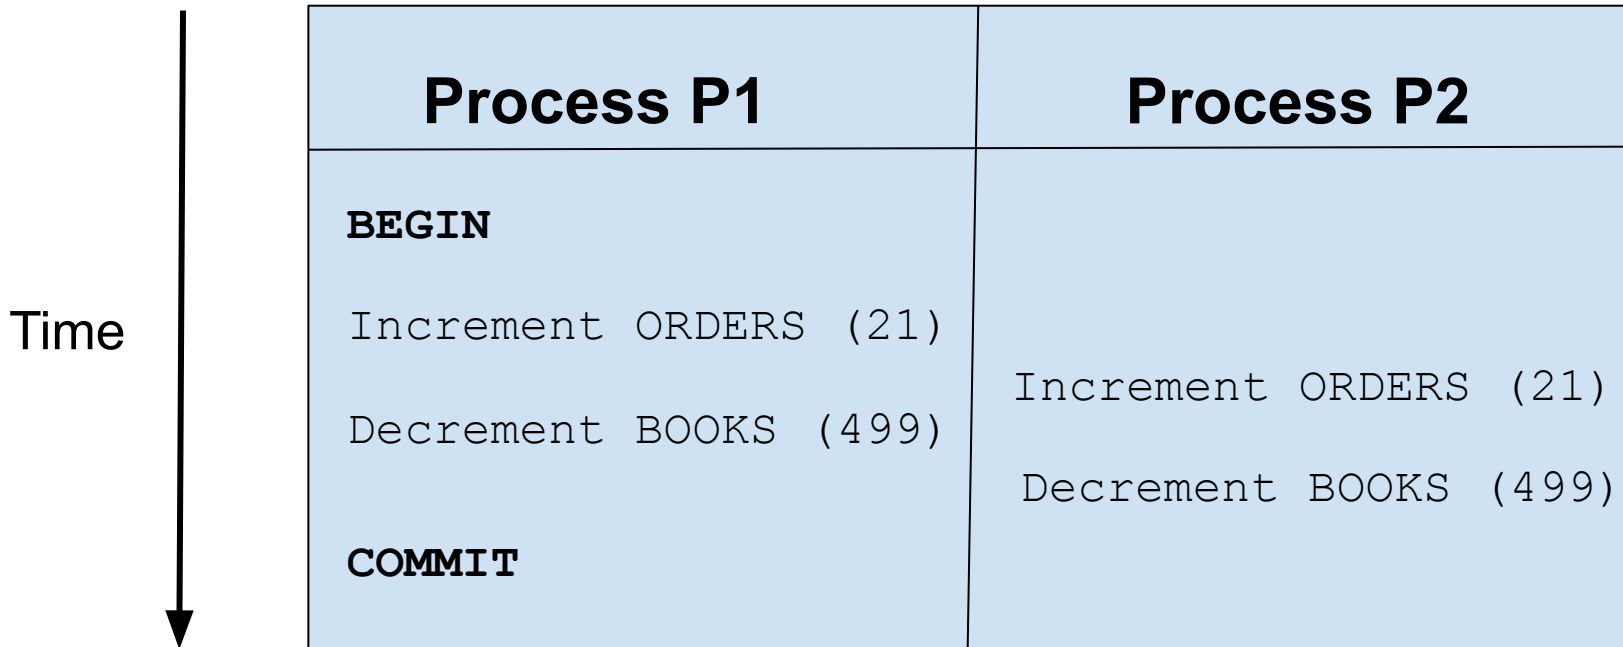 Time
Process P1
Process P2
BEGIN
Increment ORDERS (21)
Increment ORDERS (21)
Decrement BOOKS (499)
Decrement BOOKS (499)
COMMIT